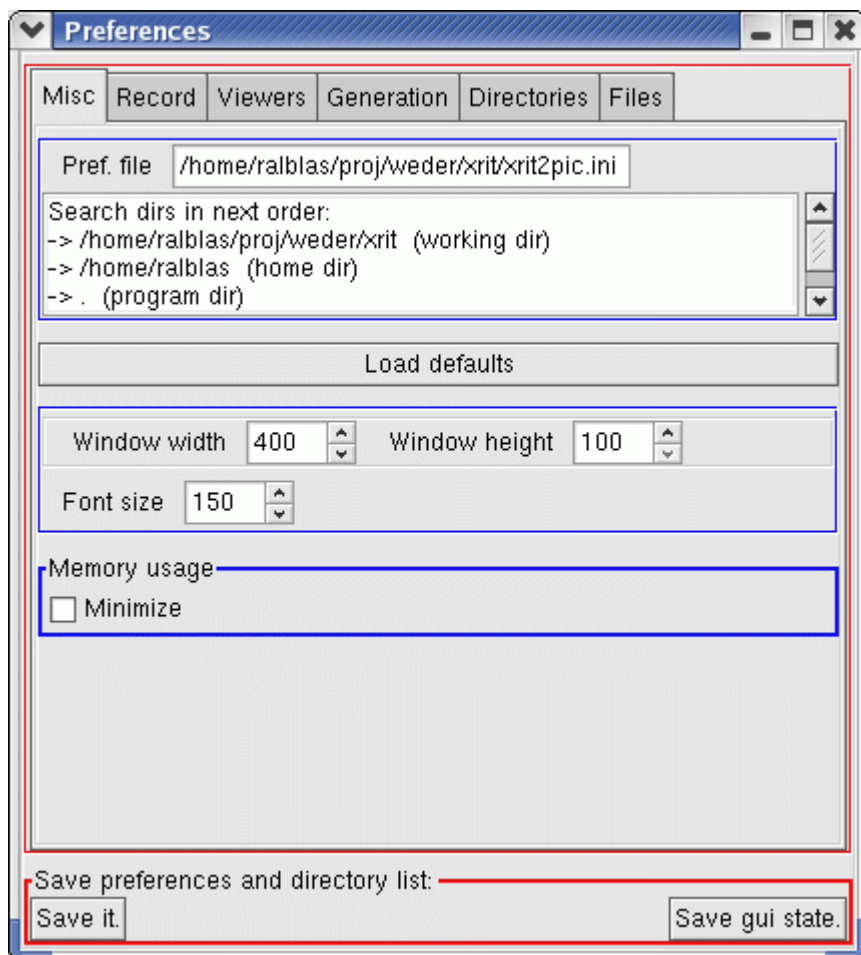 Preferences
Misc Record Viewers Generation Directories Files
Pref. file /home/ralblas/proj/weder/xrit/xrit2pic.ini
Search dirs in next order:
-> /home/ralblas/proj/weder/xrit (working dir)
-> /home/ralblas (home dir)
-> . (program dir)
Load defaults
Window width 400 Window height 100
Font size 150
Memory usage
Minimize
Save preferences and directory list:
Save it. Save gui state.